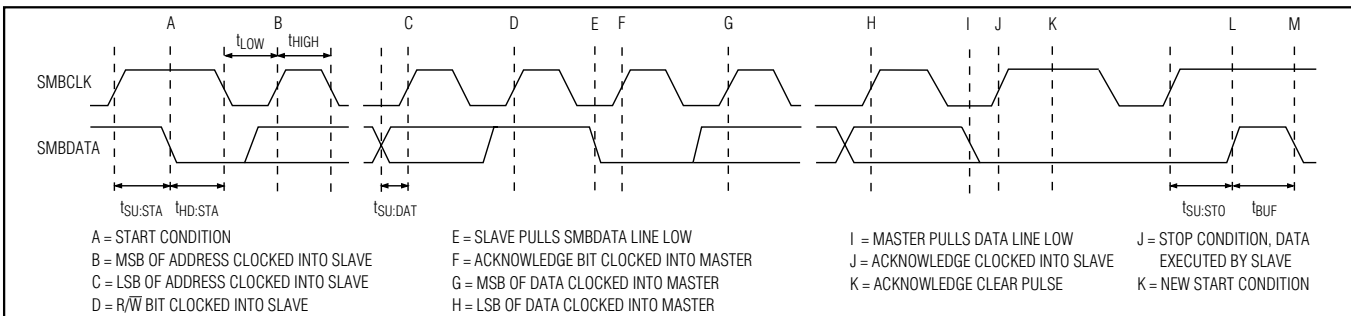 A B C D E F G H I J K L M
tLOW tHIGH
SMBCLK
SMBDATA
tSU:STA tHD:STA tSU:DAT tSU:STO tBUF
A = START CONDITION
B = MSB OF ADDRESS CLOCKED INTO SLAVE
C = LSB OF ADDRESS CLOCKED INTO SLAVE
D = R/W̅ BIT CLOCKED INTO SLAVE
E = SLAVE PULLS SMBDATA LINE LOW
F = ACKNOWLEDGE BIT CLOCKED INTO MASTER
G = MSB OF DATA CLOCKED INTO MASTER
H = LSB OF DATA CLOCKED INTO MASTER
I = MASTER PULLS DATA LINE LOW
J = ACKNOWLEDGE CLOCKED INTO SLAVE
K = ACKNOWLEDGE CLEAR PULSE
J = STOP CONDITION, DATA
EXECUTED BY SLAVE
K = NEW START CONDITION